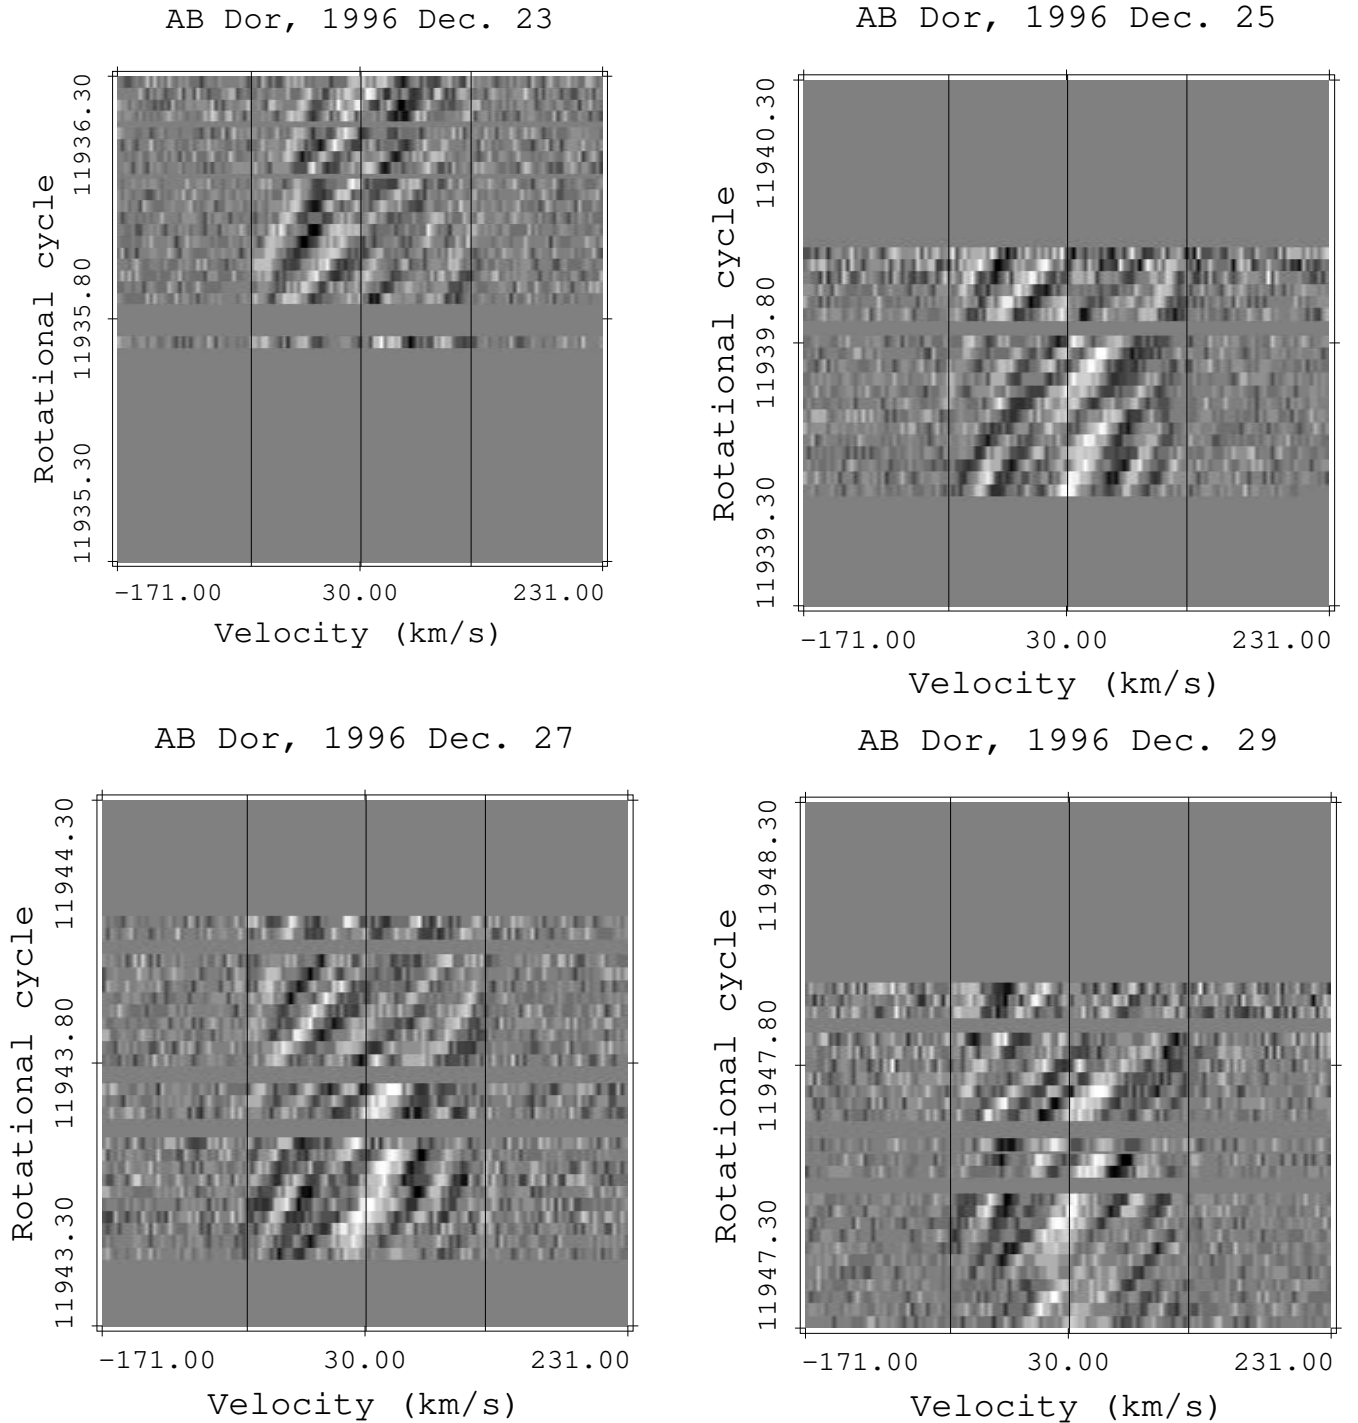 AB Dor, 1996 Dec. 23
Rotational cycle
11936.30
11935.80
11935.30
-171.00 30.00 231.00
Velocity (km/s)
AB Dor, 1996 Dec. 25
Rotational cycle
11940.30
11939.80
11939.30
-171.00 30.00 231.00
Velocity (km/s)
AB Dor, 1996 Dec. 27
Rotational cycle
11944.30
11943.80
11943.30
-171.00 30.00 231.00
Velocity (km/s)
AB Dor, 1996 Dec. 29
Rotational cycle
11948.30
11947.80
11947.30
-171.00 30.00 231.00
Velocity (km/s)